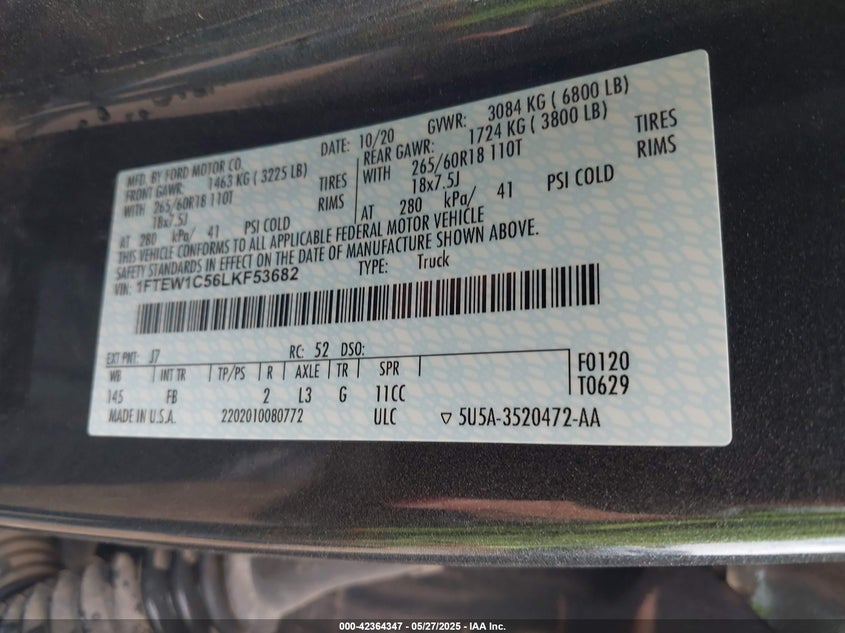 MFD. BY FORD MOTOR CO.
DATE: 10/20 GVWR: 3084 KG ( 6800 LB)
FRONT GAWR: 1463 KG ( 3225 LB)
REAR GAWR: 1724 KG ( 3800 LB)
WITH 265/60R18 110T TIRES
WITH 265/60R18 110T TIRES
18x7.5J RIMS
18x7.5J RIMS
AT 280 kPa/ 41 PSI COLD
AT 280 kPa/ 41 PSI COLD
THIS VEHICLE CONFORMS TO ALL APPLICABLE FEDERAL MOTOR VEHICLE
SAFETY STANDARDS IN EFFECT ON THE DATE OF MANUFACTURE SHOWN ABOVE.
VIN: 1FTEW1C56LKF53682 TYPE: Truck
EXT PNT: J7 RC: 52 DSO:
WB INT TR TP/PS R AXLE TR SPR
F0120
145 FB 2 L3 G 11CC
T0629
MADE IN U.S.A. 2202010080772 ULC ▽ 5U5A-3520472-AA
000-42364347 - 05/27/2025 - IAA Inc.